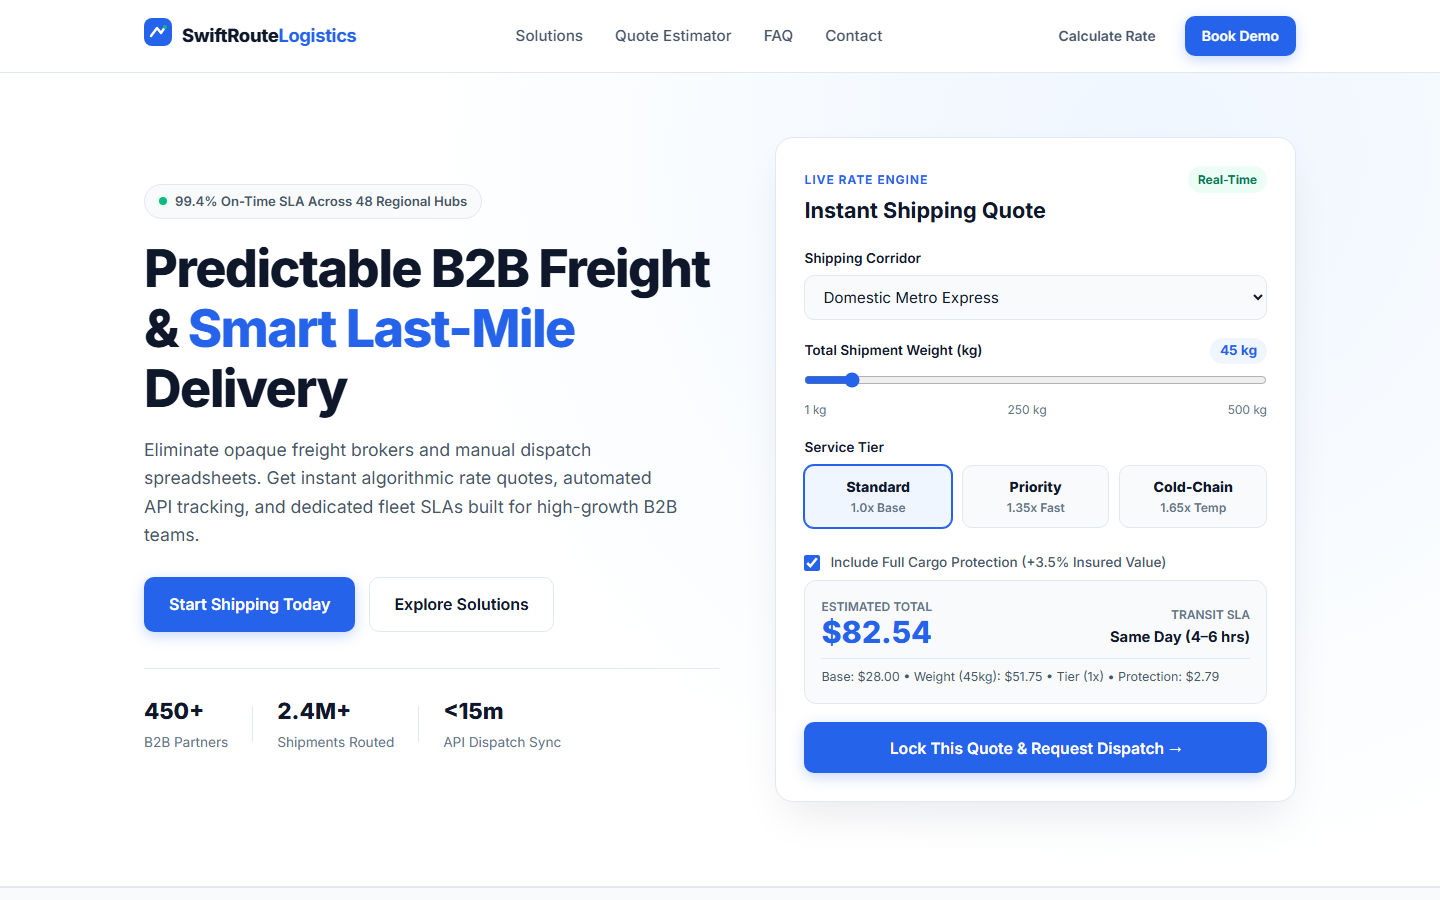 SwiftRouteLogistics
Solutions
Quote Estimator
FAQ
Contact
Calculate Rate
Book Demo
99.4% On-Time SLA Across 48 Regional Hubs
Predictable B2B Freight
& Smart Last-Mile
Delivery
Eliminate opaque freight brokers and manual dispatch
spreadsheets. Get instant algorithmic rate quotes, automated
API tracking, and dedicated fleet SLAs built for high-growth B2B
teams.
Start Shipping Today
Explore Solutions
450+
B2B Partners
2.4M+
Shipments Routed
<15m
API Dispatch Sync
LIVE RATE ENGINE
Real-Time
Instant Shipping Quote
Shipping Corridor
Domestic Metro Express
Total Shipment Weight (kg)
45 kg
1 kg
250 kg
500 kg
Service Tier
Standard
1.0x Base
Priority
1.35x Fast
Cold-Chain
1.65x Temp
Include Full Cargo Protection (+3.5% Insured Value)
ESTIMATED TOTAL
$82.54
TRANSIT SLA
Same Day (4–6 hrs)
Base: $28.00 • Weight (45kg): $51.75 • Tier (1x) • Protection: $2.79
Lock This Quote & Request Dispatch →